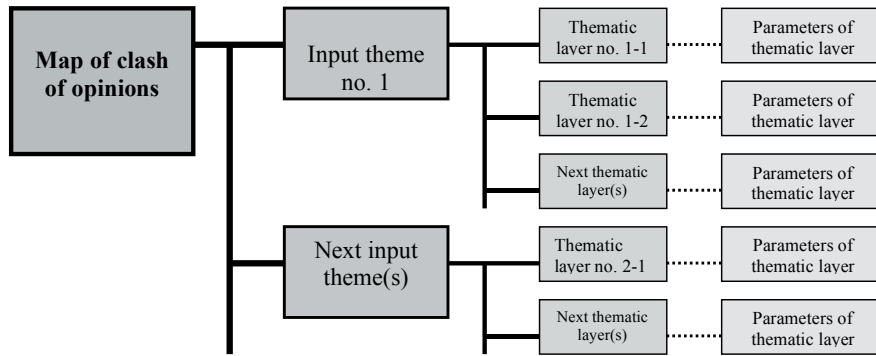 Map of clash
of opinions
Input theme
no. 1
Thematic
layer no. 1-1
Parameters of
thematic layer
Thematic
layer no. 1-2
Parameters of
thematic layer
Next thematic
layer(s)
Parameters of
thematic layer
Next input
theme(s)
Thematic
layer no. 2-1
Parameters of
thematic layer
Next thematic
layer(s)
Parameters of
thematic layer